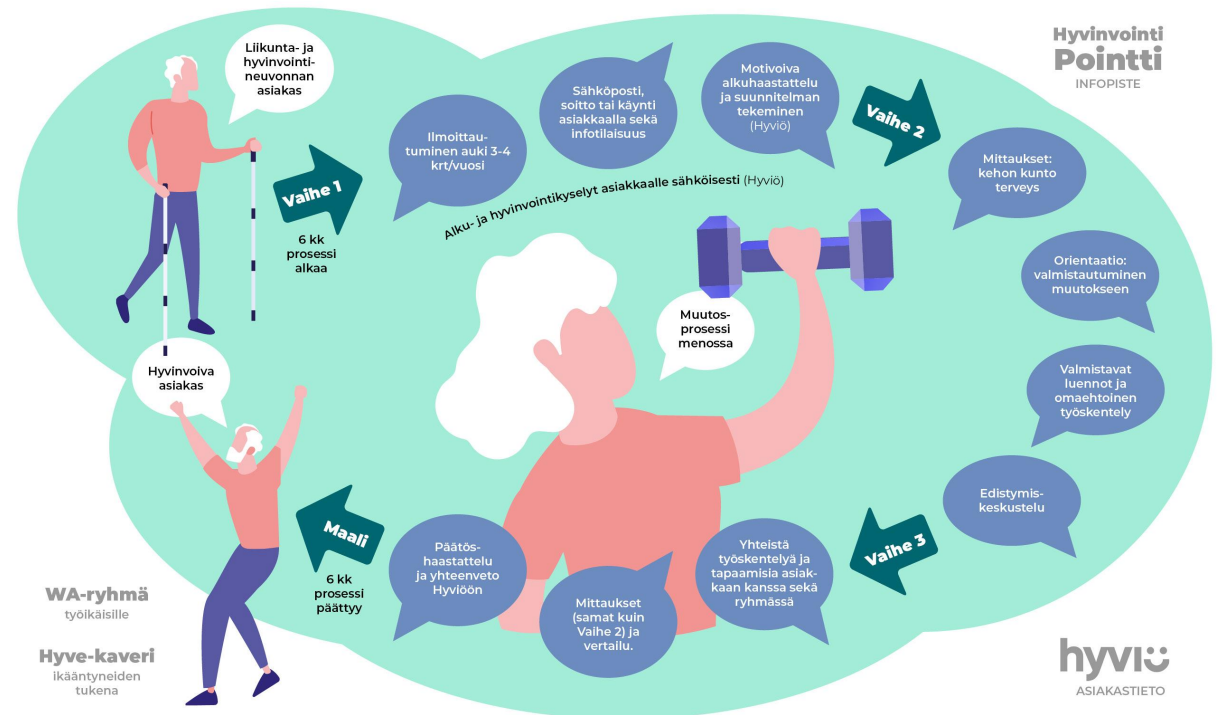 Liikunta- ja
hyvinvointi-
neuvonnan
asiakas
Vaihe 1
6 kk
prosessi
alkaa
Ilmoittau-
tuminen auki 3-4
krt/vuosi
Sähköposti,
soitto tai käynti
asiakkaalla sekä
infotilaisuus
Motivoiva
alkuhaastattelu
ja suunnitelman
tekeminen
(Hyviö)
Alku- ja hyvinvointikyselyt asiakkaalle sähköisesti (Hyviö)
Vaihe 2
Hyvinvointi
Pointti
INFOPISTE
Mittaukset:
kehon kunto
terveys
Orientaatio:
valmistautuminen
muutokseen
Muutos-
prosessi
menossa
Valmistavat
luennot ja
omaehtoinen
työskentely
Edistymis-
keskustelu
Vaihe 3
Yhteistä
työskentelyä ja
tapaamisia asiak-
kaan kanssa sekä
ryhmässä
Mittaukset
(samat kuin
Vaihe 2) ja
vertailu.
Päätös-
haastattelu
ja yhteenveto
Hyviöön
Maali
6 kk
prosessi
päättyy
Hyvinvoiva
asiakas
WA-ryhmä
työikäisille
Hyve-kaveri
ikääntyneiden
tukena
hyviö
ASIAKASTIETO